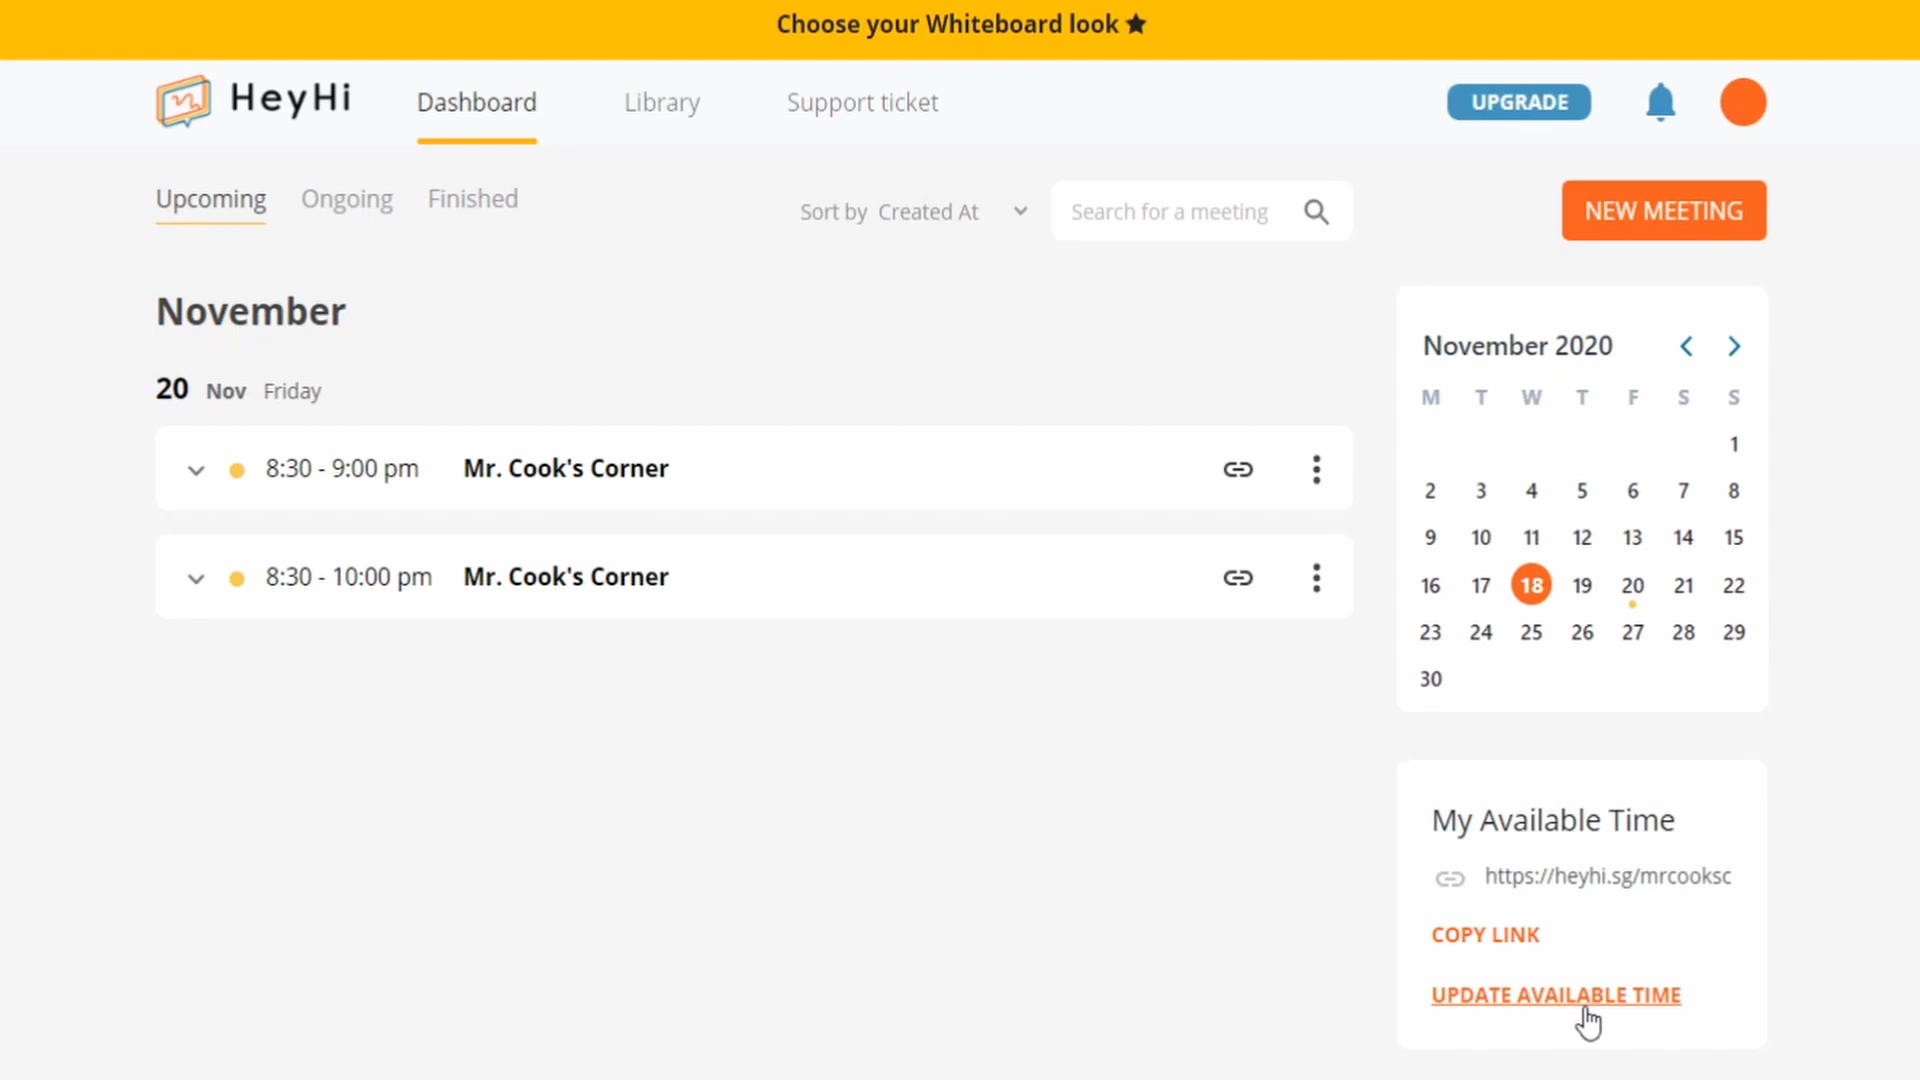 Choose your Whiteboard look ★
HeyHi Dashboard Library Support ticket UPGRADE
Upcoming Ongoing Finished Sort by Created At Search for a meeting NEW MEETING
November
20 Nov Friday
8:30 - 9:00 pm Mr. Cook's Corner
8:30 - 10:00 pm Mr. Cook's Corner
November 2020
M T W T F S S
1
2 3 4 5 6 7 8
9 10 11 12 13 14 15
16 17 18 19 20 21 22
23 24 25 26 27 28 29
30
My Available Time
https://heyhi.sg/mrcooksc
COPY LINK
UPDATE AVAILABLE TIME